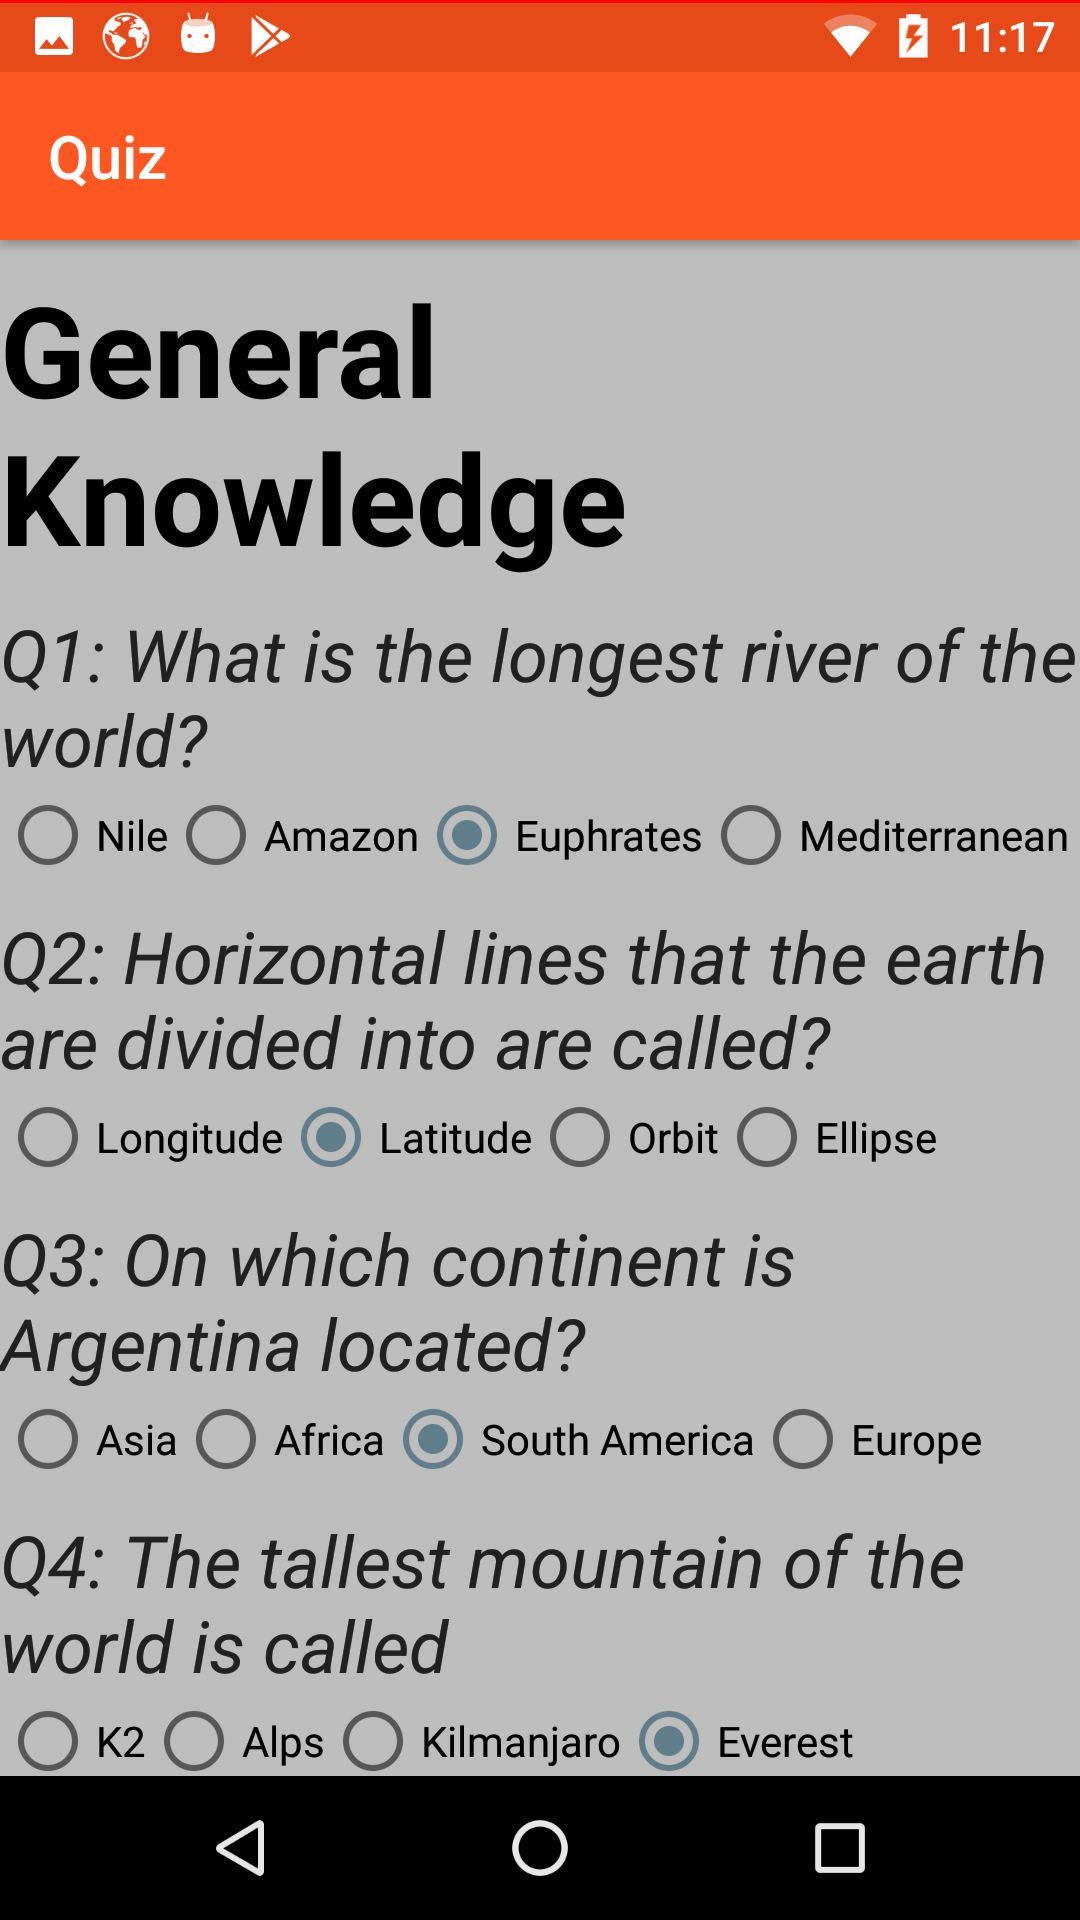 11:17
Quiz
General
Knowledge
Q1: What is the longest river of the
world?
Nile Amazon Euphrates Mediterranean
Q2: Horizontal lines that the earth
are divided into are called?
Longitude Latitude Orbit Ellipse
Q3: On which continent is
Argentina located?
Asia Africa South America Europe
Q4: The tallest mountain of the
world is called
K2 Alps Kilmanjaro Everest